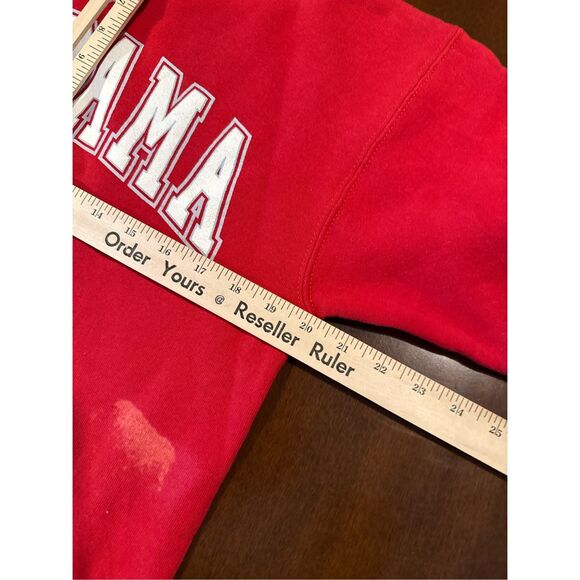 AMA
14 15 16 17 18 19 20 21 22 23 24 25
Order Yours @ Reseller Ruler